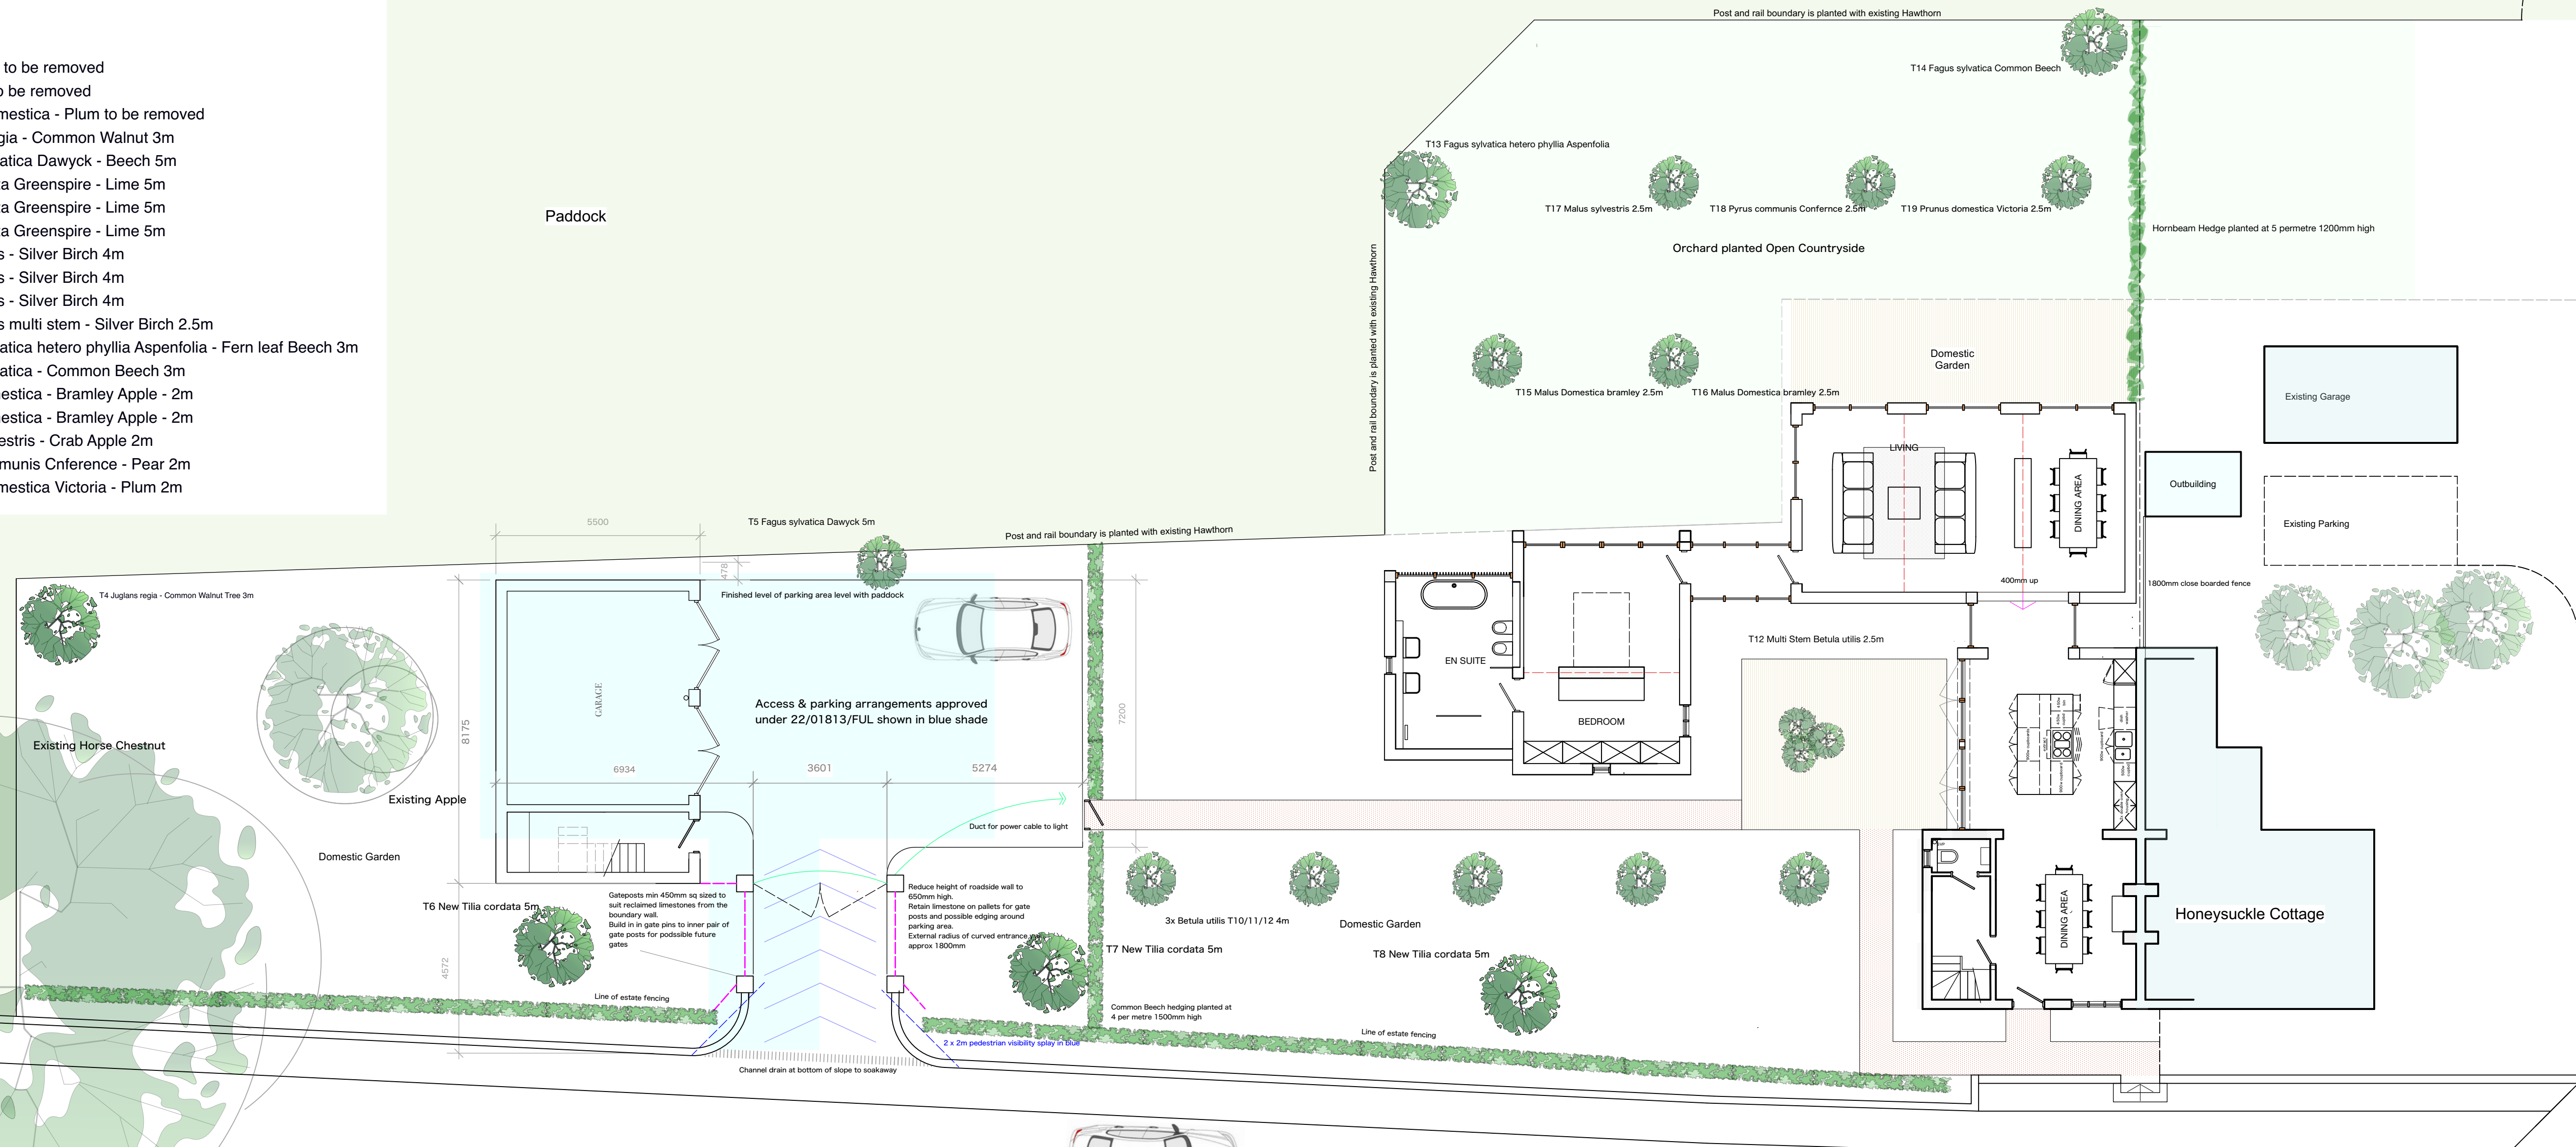 to be removed
o be removed
mestica - Plum to be removed
gia - Common Walnut 3m
atica Dawyck - Beech 5m
ta Greenspire - Lime 5m
ta Greenspire - Lime 5m
ta Greenspire - Lime 5m
s - Silver Birch 4m
s - Silver Birch 4m
s - Silver Birch 4m
s multi stem - Silver Birch 2.5m
atica hetero phyllia Aspenfolia - Fern leaf Beech 3m
atica - Common Beech 3m
nestica - Bramley Apple - 2m
nestica - Bramley Apple - 2m
estris - Crab Apple 2m
munis Cnference - Pear 2m
mestica Victoria - Plum 2m
Paddock
Post and rail boundary is planted with existing Hawthorn
T14 Fagus sylvatica Common Beech
T13 Fagus sylvatica hetero phyllia Aspenfolia
T17 Malus sylvestris 2.5m
T18 Pyrus communis Confernce 2.5m
T19 Prunus domestica Victoria 2.5m
Hornbeam Hedge planted at 5 permetre 1200mm high
Orchard planted Open Countryside
Post and rail boundary is planted with existing Hawthorn
Domestic
Garden
T15 Malus Domestica bramley 2.5m
T16 Malus Domestica bramley 2.5m
Existing Garage
LIVING
DINING AREA
Outbuilding
Existing Parking
400mm up
1800mm close boarded fence
5500
T5 Fagus sylvatica Dawyck 5m
Post and rail boundary is planted with existing Hawthorn
478
T4 Juglans regia - Common Walnut Tree 3m
Finished level of parking area level with paddock
T12 Multi Stem Betula utilis 2.5m
EN SUITE
BEDROOM
GARAGE
Access & parking arrangements approved
under 22/01813/FUL shown in blue shade
7200
8175
Existing Horse Chestnut
6934
3601
5274
Existing Apple
Duct for power cable to light
Domestic Garden
T6 New Tilia cordata 5m
Gateposts min 450mm sq sized to
suit reclaimed limestones from the
boundary wall.
Build in in gate pins to inner pair of
gate posts for podssible future
gates
Reduce height of roadside wall to
650mm high.
Retain limestone on pallets for gate
posts and possible edging around
parking area.
External radius of curved entrance
approx 1800mm
3x Betula utilis T10/11/12 4m
Domestic Garden
T7 New Tilia cordata 5m
T8 New Tilia cordata 5m
DINING AREA
Honeysuckle Cottage
4572
Line of estate fencing
Common Beech hedging planted at
4 per metre 1500mm high
Line of estate fencing
2 x 2m pedestrian visibility splay in blue
Channel drain at bottom of slope to soakaway